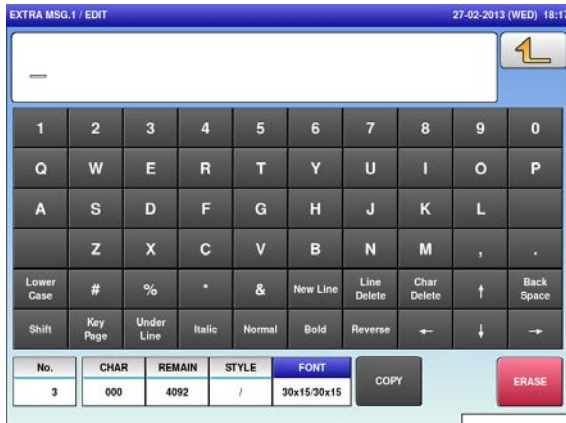 EXTRA MSG.1 / EDIT 27-02-2013 (WED) 18:17
_
1 2 3 4 5 6 7 8 9 0
Q W E R T Y U I O P
A S D F G H J K L
Z X C V B N M , .
Lower Case # % * & New Line Line Delete Char Delete ↑ Back Space
Shift Key Page Under Line Italic Normal Bold Reverse ← ↓ →
No. CHAR REMAIN STYLE FONT COPY ERASE
3 000 4092 / 30x15/30x15